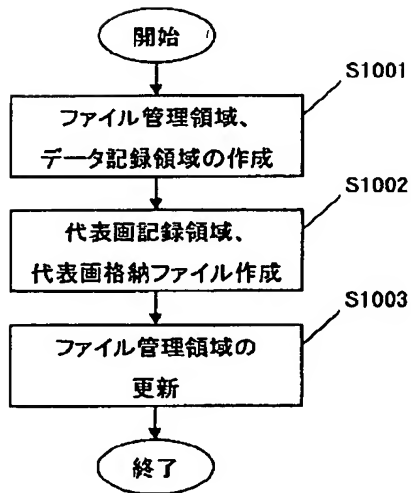 開始
S1001
ファイル管理領域、
データ記録領域の作成
S1002
代表画記録領域、
代表画格納ファイル作成
S1003
ファイル管理領域の
更新
終了